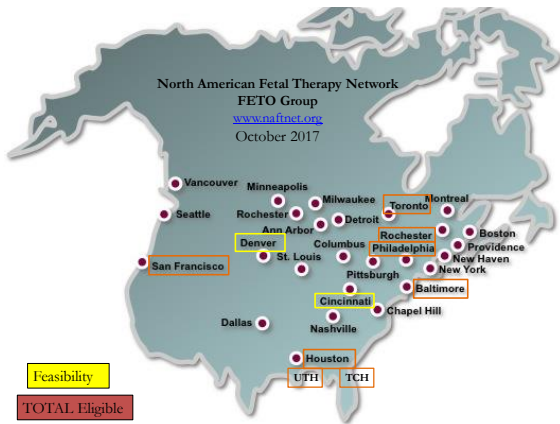 North American Fetal Therapy Network
FETO Group
www.naftnet.org
October 2017
Vancouver
Minneapolis
Milwaukee
Toronto
Montreal
Seattle
Rochester
Detroit
Ann Arbor
Rochester
Boston
Denver
Columbus
Philadelphia
Providence
St. Louis
New Haven
San Francisco
Pittsburgh
New York
Baltimore
Cincinnati
Chapel Hill
Dallas
Nashville
Houston
Feasibility
UTH
TCH
TOTAL Eligible